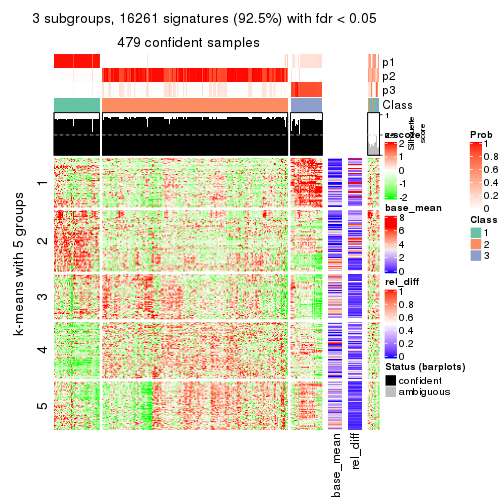 3 subgroups, 16261 signatures (92.5%) with fdr < 0.05
479 confident samples
p1
p2
p3
Class
1
Silhouette
score
k-means with 5 groups
1
2
3
4
5
base_mean
rel_diff
z-score
2
1
0
-1
-2
base_mean
8
6
4
2
0
rel_diff
1
0.8
0.6
0.4
0.2
0
Status (barplots)
confident
ambiguous
Prob
1
0.8
0.6
0.4
0.2
0
Class
1
2
3